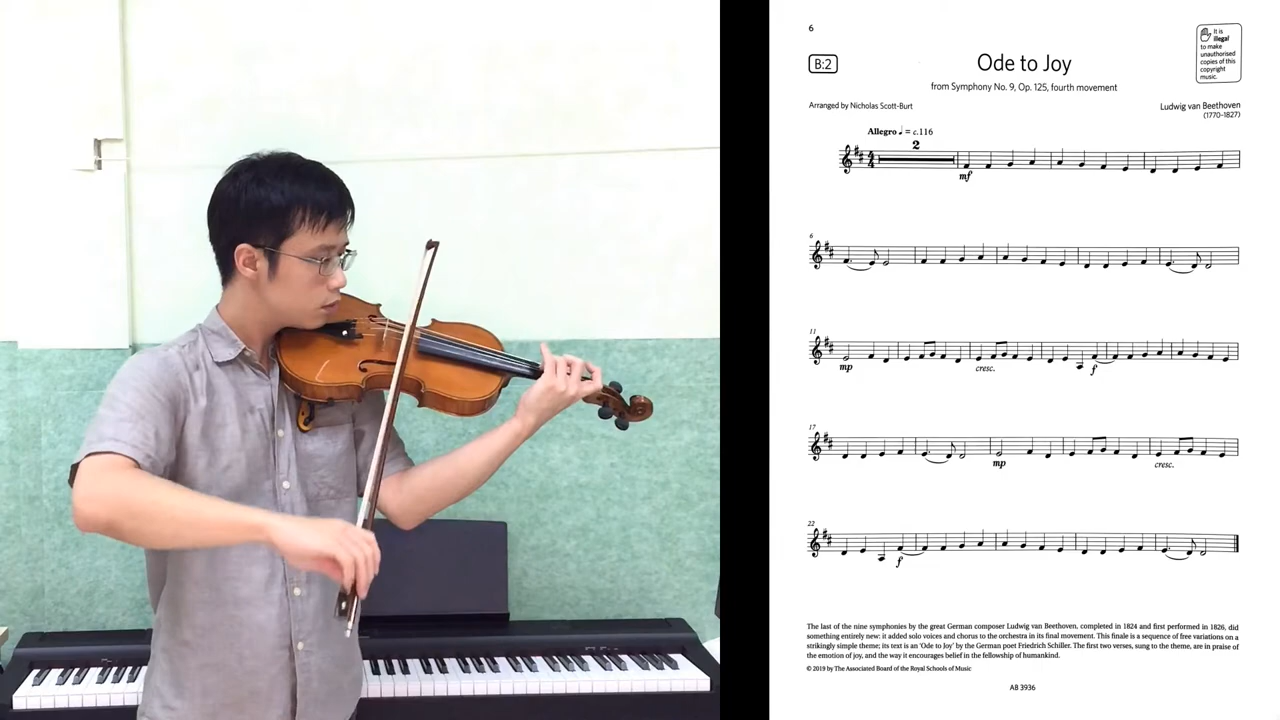 6
It is
illegal
to make
unauthorised
copies of this
copyright
music.
B:2
Ode to Joy
from Symphony No. 9, Op. 125, fourth movement
Arranged by Nicholas Scott-Burt
Ludwig van Beethoven
(1770–1827)
Allegro ♩ = c.116
2
mf
6
11
mp
cresc.
f
17
mp
cresc.
22
f
The last of the nine symphonies by the great German composer Ludwig van Beethoven, completed in 1824 and first performed in 1826, did
something entirely new: it added solo voices and chorus to the orchestra in its final movement. This finale is a sequence of free variations on a
strikingly simple theme; its text is an 'Ode to Joy' by the German poet Friedrich Schiller. The first two verses, sung to the theme, are in praise of
the emotion of joy, and the way it encourages belief in the fellowship of humankind.
© 2019 by The Associated Board of the Royal Schools of Music
AB 3936